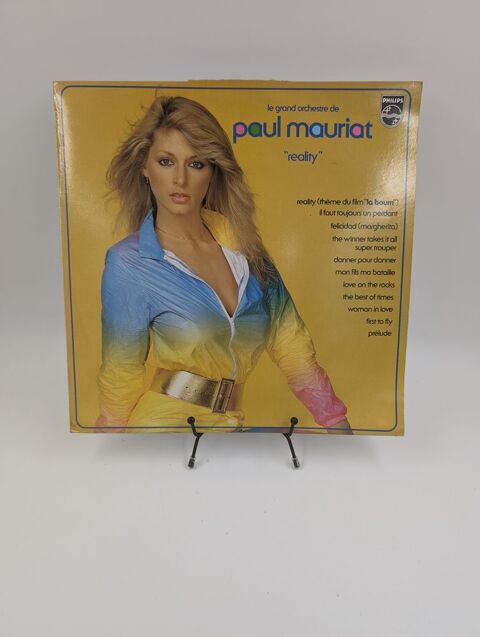 le grand orchestre de
paul mauriat
"reality"
PHILIPS
reality (thème du film "la boum")
il faut toujours un perdant
felicidad (margherita)
the winner takes it all
super trouper
donner pour donner
mon fils ma bataille
love on the rocks
the best of times
woman in love
first to fly
prélude